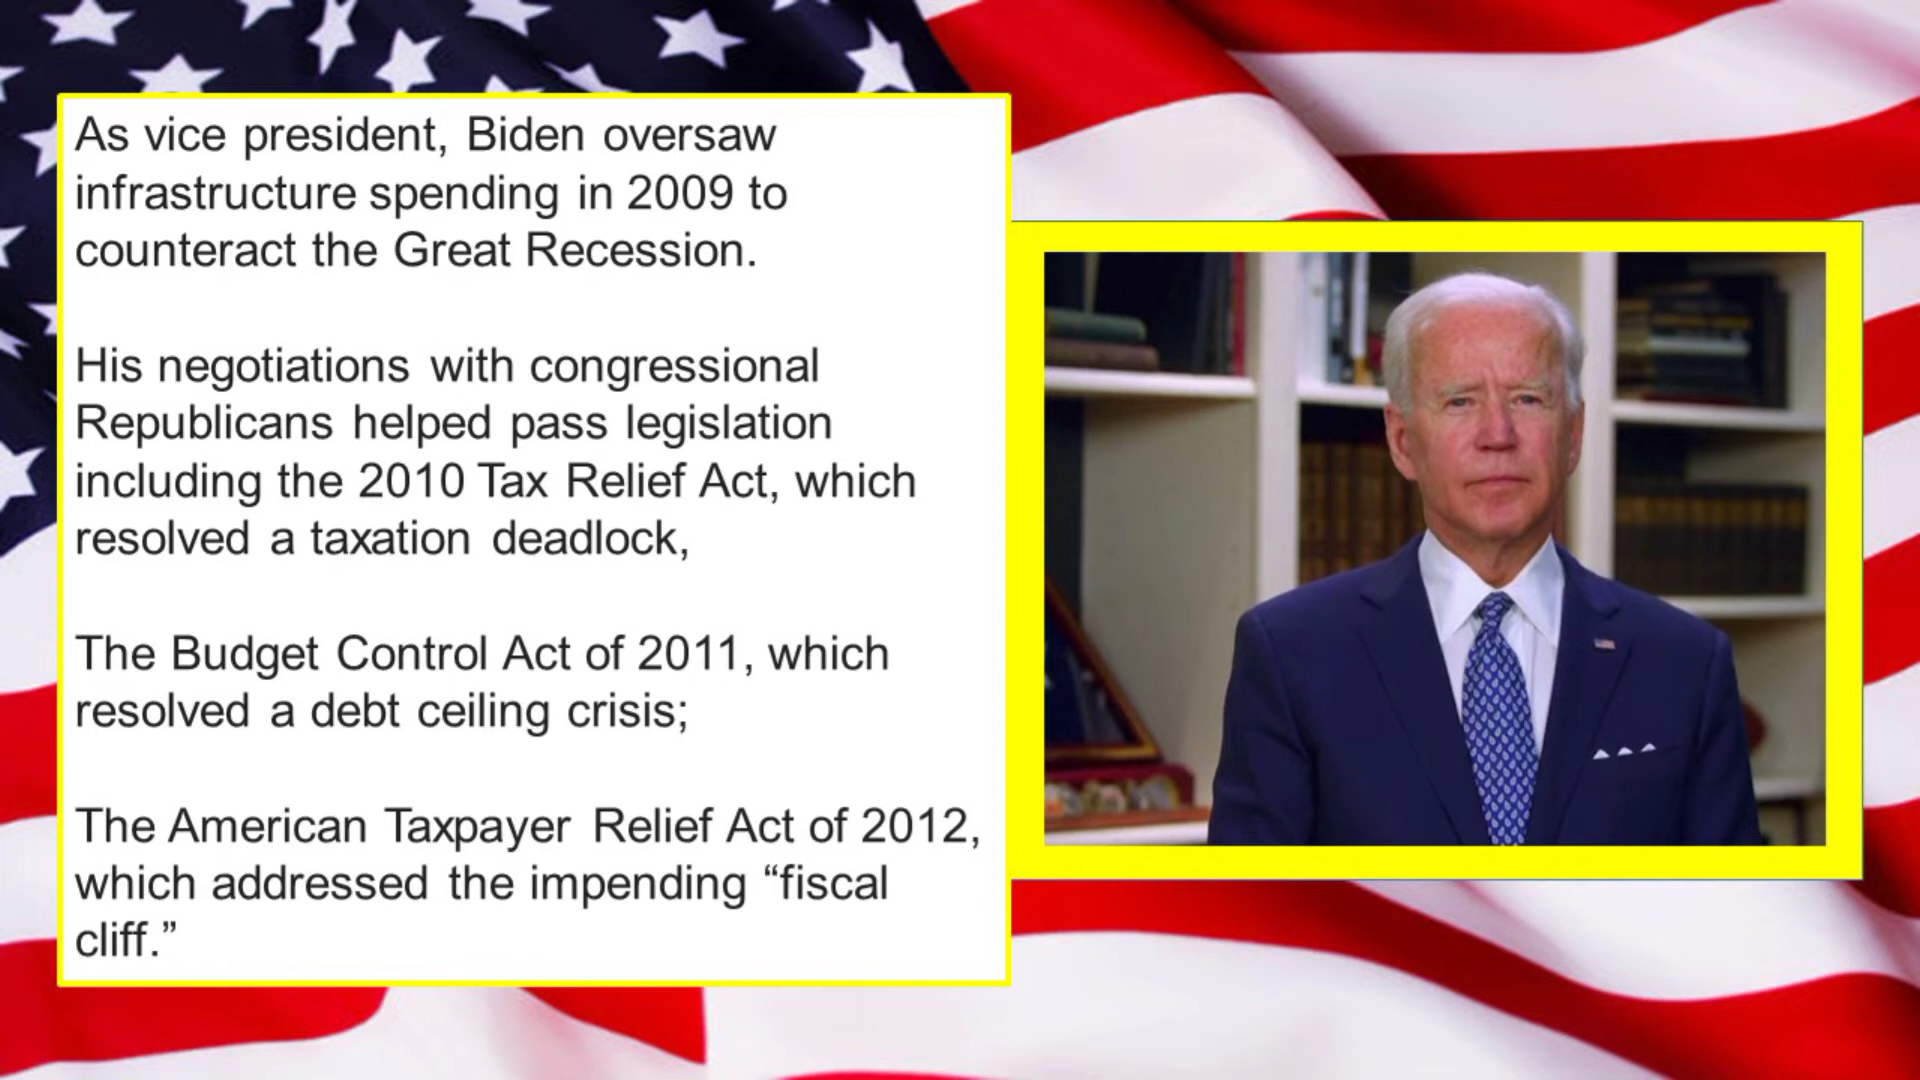 As vice president, Biden oversaw
infrastructure spending in 2009 to
counteract the Great Recession.
His negotiations with congressional
Republicans helped pass legislation
including the 2010 Tax Relief Act, which
resolved a taxation deadlock,
The Budget Control Act of 2011, which
resolved a debt ceiling crisis;
The American Taxpayer Relief Act of 2012,
which addressed the impending “fiscal
cliff.”